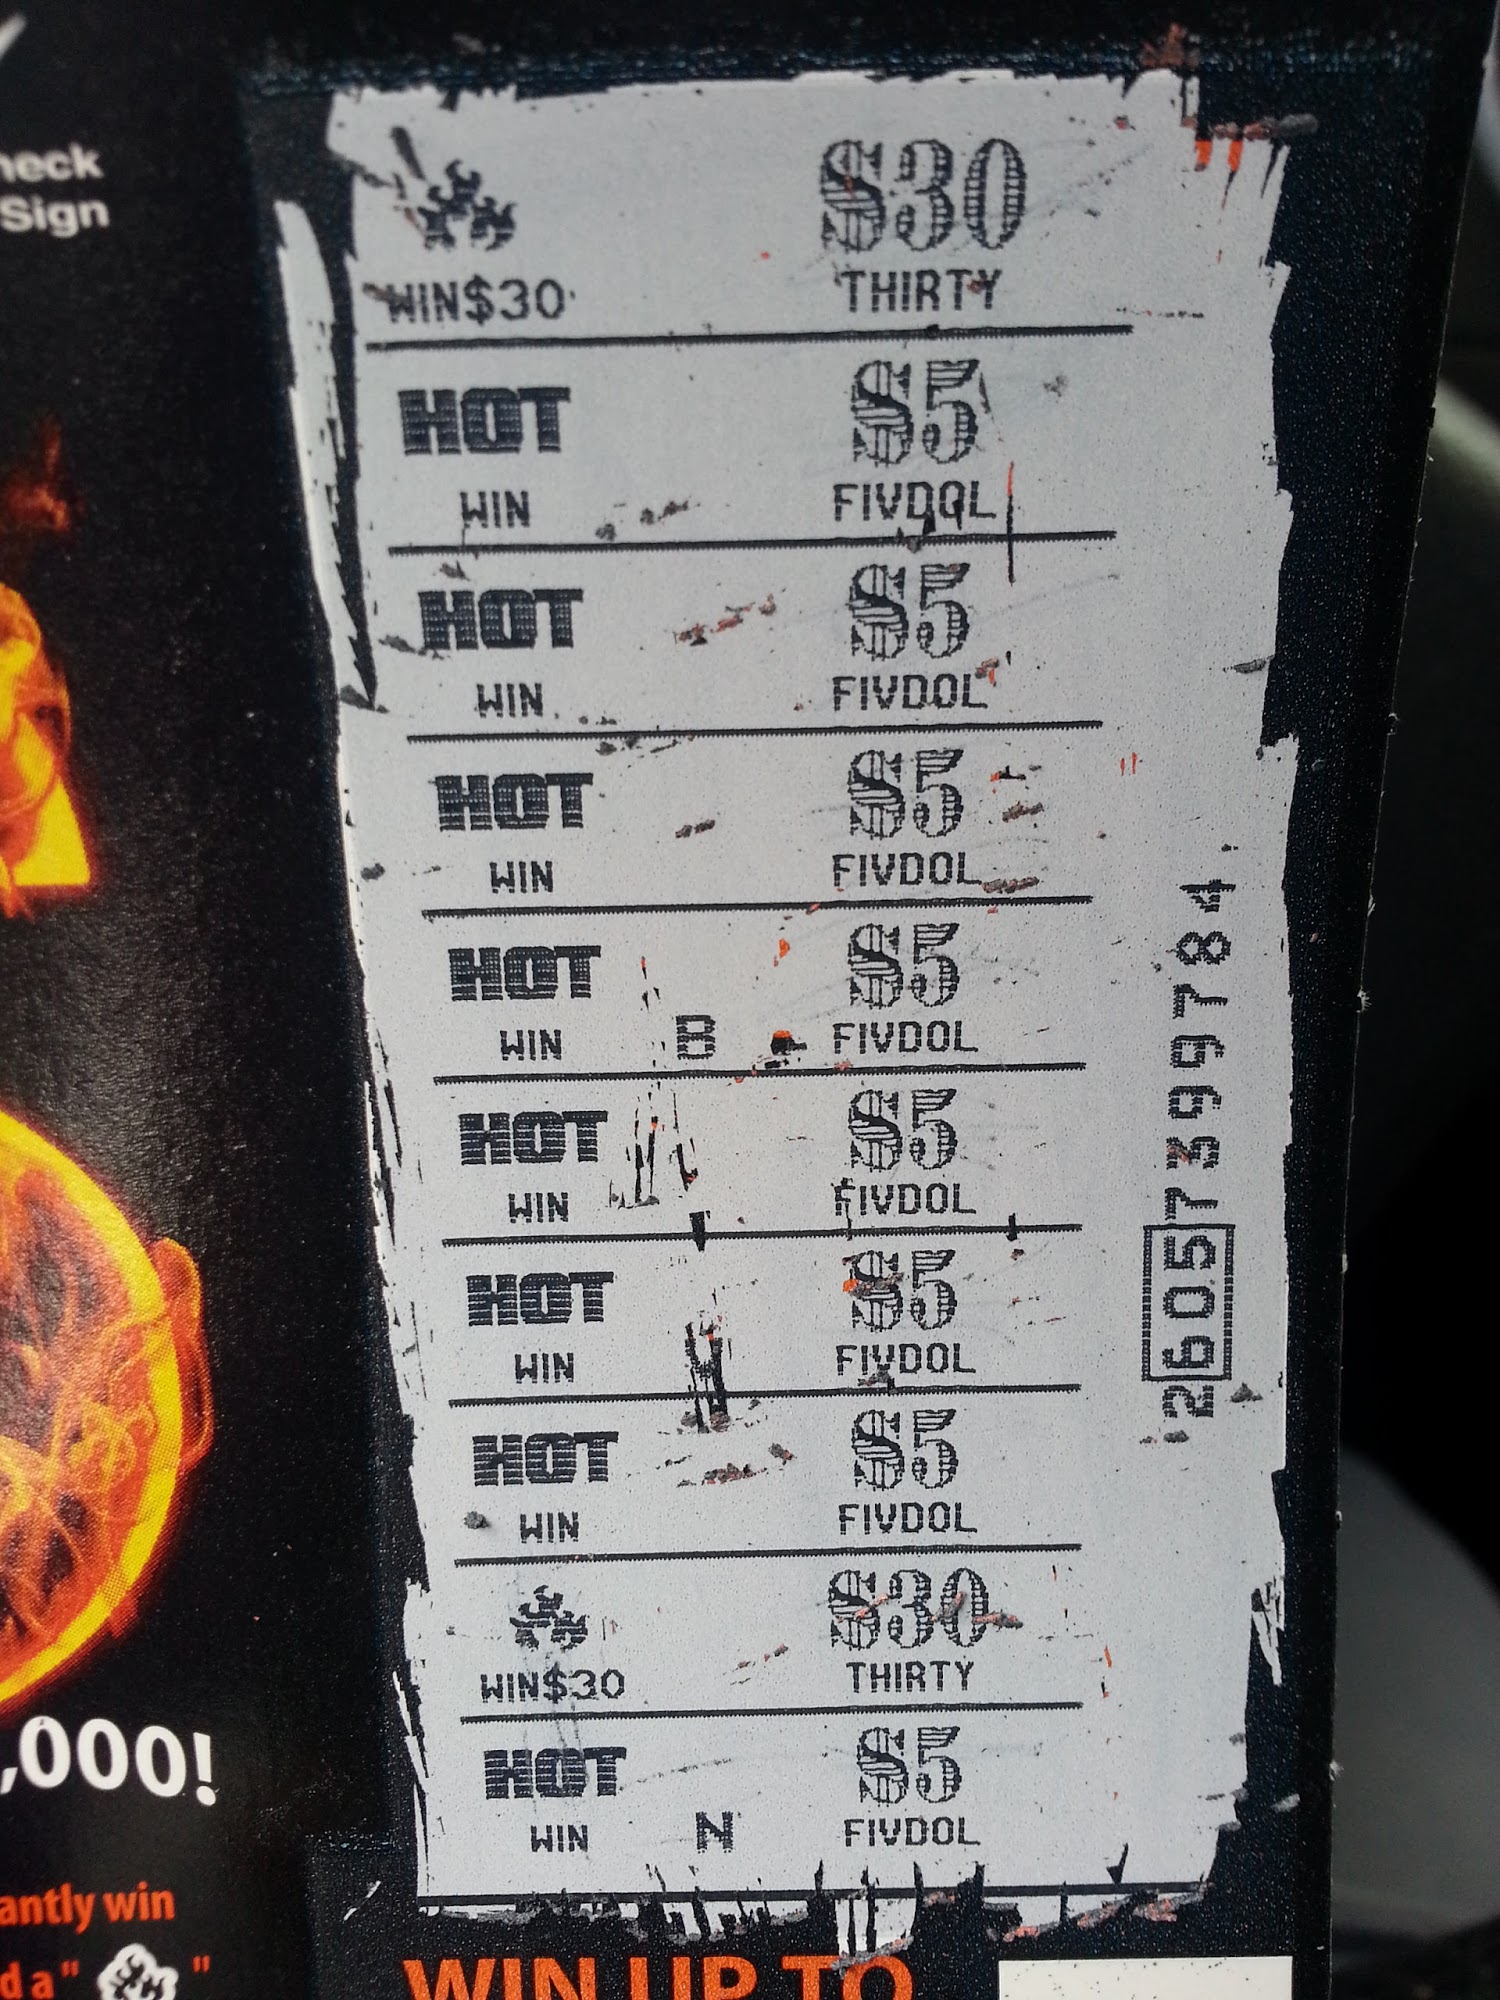 heck
Sign
$30
WIN$30
THIRTY
HOT $5
WIN FIVDOL
HOT $5
WIN FIVDOL
HOT $5
WIN FIVDOL
HOT $5
WIN B FIVDOL
HOT $5
WIN FIVDOL
HOT $5
WIN FIVDOL
HOT $5
WIN FIVDOL
$30
WIN$30 THIRTY
HOT $5
WIN N FIVDOL
26057399784
,000!
antly win
d a " "
WIN UP TO